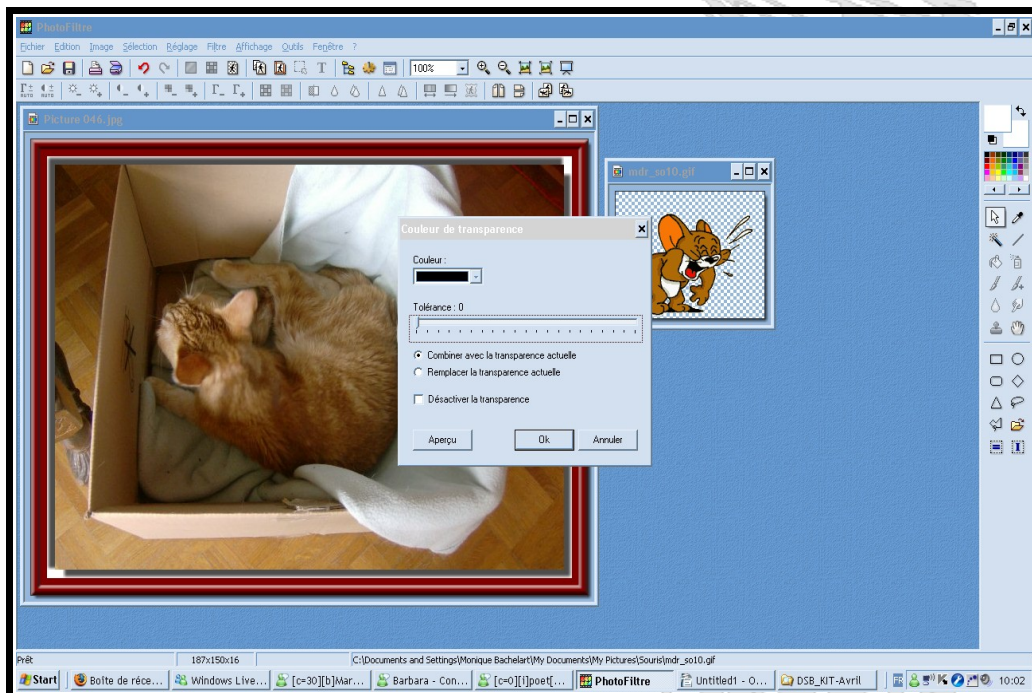 PhotoFiltre
Fichier Edition Image Sélection Réglage Filtre Affichage Outils Fenêtre ?
100%
AUTO AUTO
Picture 046.jpg
mdr_so10.gif
Couleur de transparence
Couleur :
Tolérance : 0
Combiner avec la transparence actuelle
Remplacer la transparence actuelle
Désactiver la transparence
Aperçu Ok Annuler
Prêt 187x150x16 C:\Documents and Settings\Monique Bachelart\My Documents\My Pictures\Souris\mdr_so10.gif
Start Boîte de réce... Windows Live... [c=30][b]Mar... Barbara - Con... [c=0][I]poet[... PhotoFiltre Untitled1 - O... DSB_KIT-Avril FR 10:02